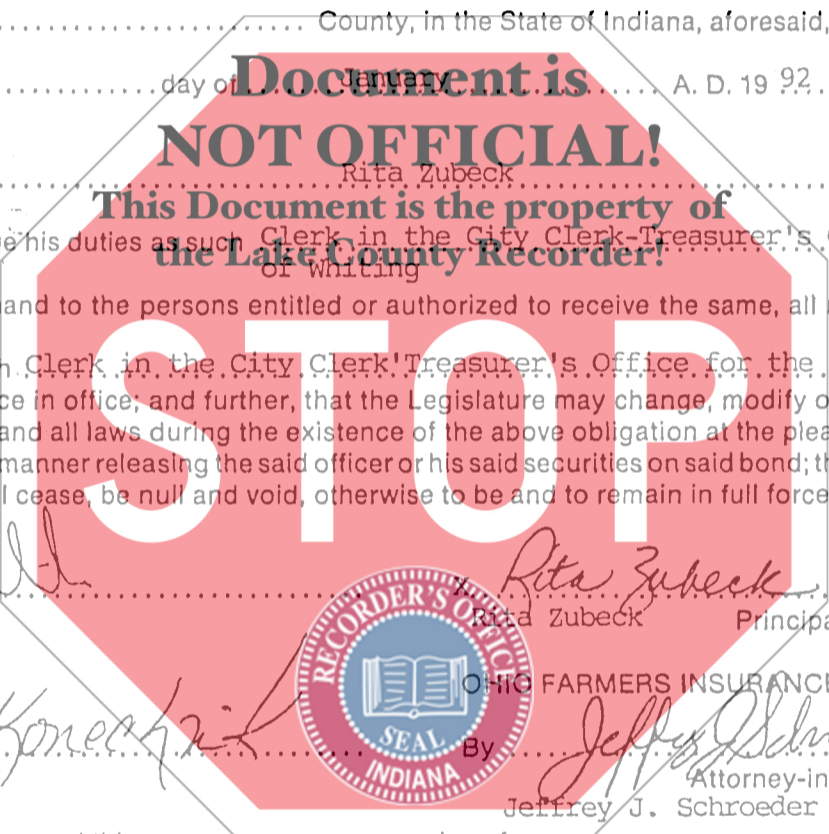 County, in the State of Indiana, aforesaid,
day of January A. D. 19 92
Document is
NOT OFFICIAL!
Rita Zubeck
This Document is the property of
his duties as such Clerk in the City Clerk-Treasurer's
the Lake County Recorder!
of Whiting
and to the persons entitled or authorized to receive the same, all
Clerk in the City Clerk'Treasurer's Office for the
ce in office, and further, that the Legislature may change, modify o
and all laws during the existence of the above obligation at the plea
manner releasing the said officer or his said securities on said bond; th
l cease, be null and void, otherwise to be and to remain in full force
STOP
x Rita Zubeck
Rita Zubeck Principa
RECORDER'S OFFICE
SEAL
INDIANA
OHIO FARMERS INSURANCE
By Jeffrey J Schr
Attorney-in
Jeffrey J. Schroeder